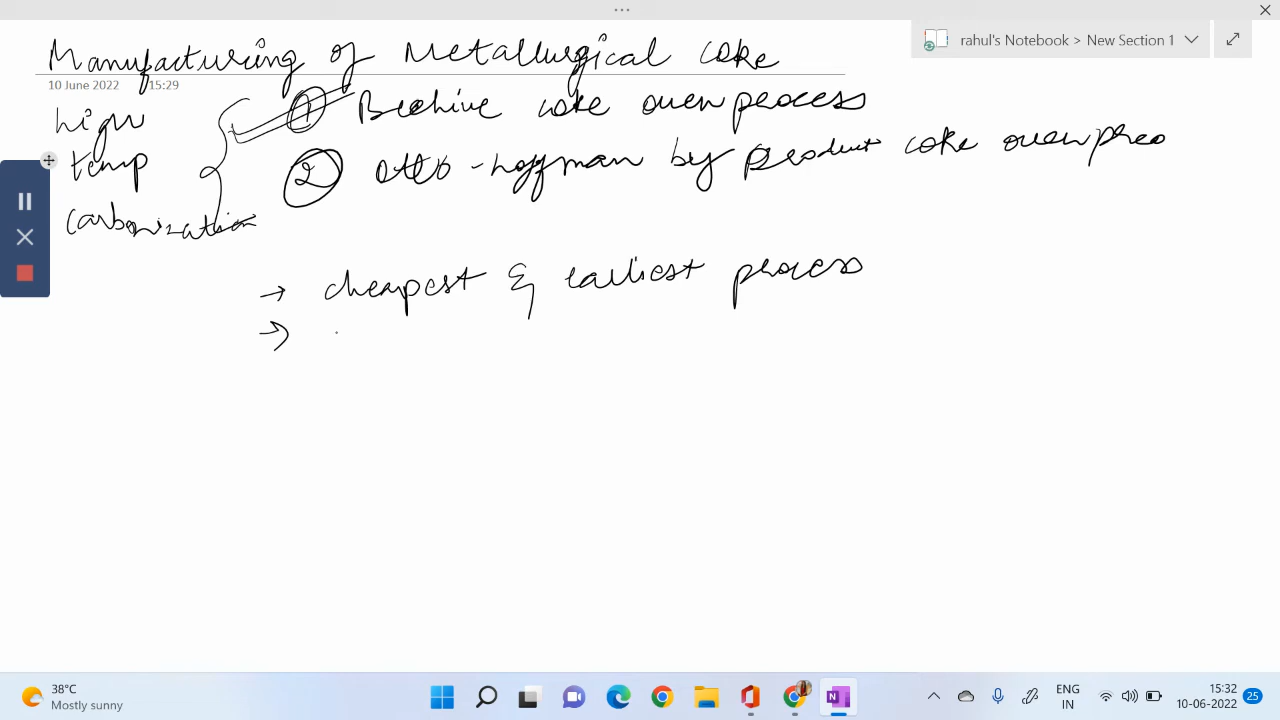 rahul's Notebook > New Section 1
Manufacturing of Metallurgical coke
10 June 2022 15:29
high
temp
carbonization
① Beehive coke oven process
② Otto-hoffman by product coke oven pro
→ cheapest & earliest process
→
38°C
Mostly sunny
ENG
IN
15:32
10-06-2022
25